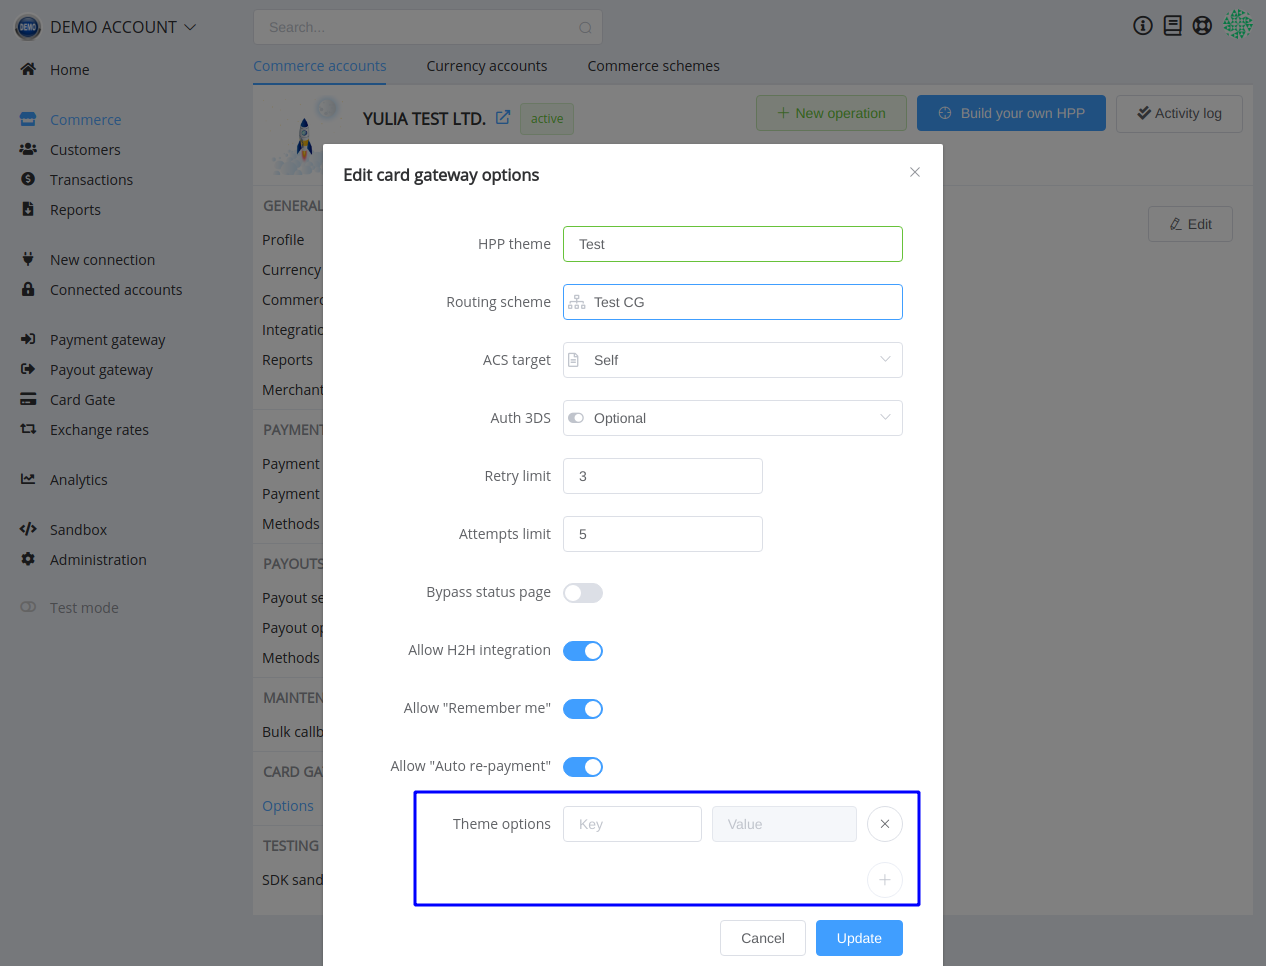 DEMO
DEMO ACCOUNT
Search...
Home
Commerce
Customers
Transactions
Reports
New connection
Connected accounts
Payment gateway
Payout gateway
Card Gate
Exchange rates
Analytics
Sandbox
Administration
Test mode
Commerce accounts Currency accounts Commerce schemes
YULIA TEST LTD. active New operation Build your own HPP Activity log
Edit
GENERAL
Profile
Currency
Commerc
Integratio
Reports
Merchant
PAYMENT
Payment
Payment
Methods
PAYOUTS
Payout se
Payout op
Methods
MAINTEN
Bulk callb
CARD GA
Options
TESTING
SDK sand
Edit card gateway options
HPP theme Test
Routing scheme Test CG
ACS target Self
Auth 3DS Optional
Retry limit 3
Attempts limit 5
Bypass status page
Allow H2H integration
Allow "Remember me"
Allow "Auto re-payment"
Theme options Key Value
Cancel Update